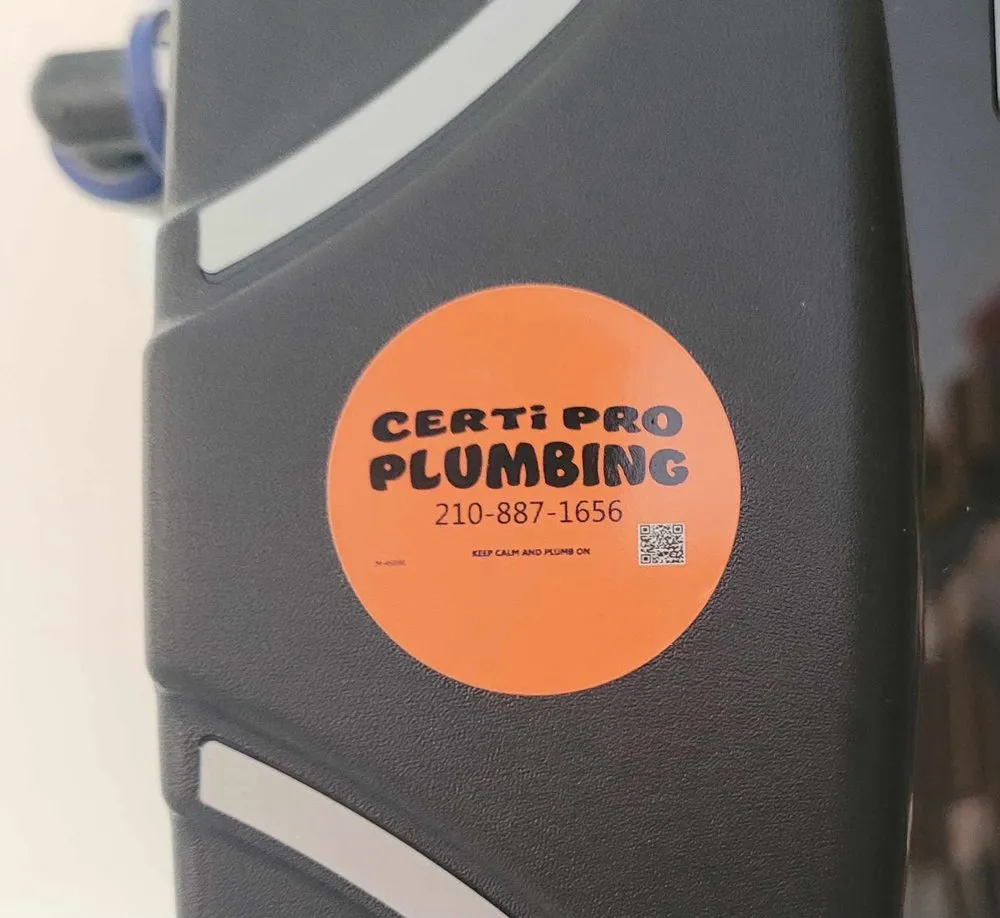 CERTi PRO
PLUMBING
210-887-1656
KEEP CALM AND PLUMB ON